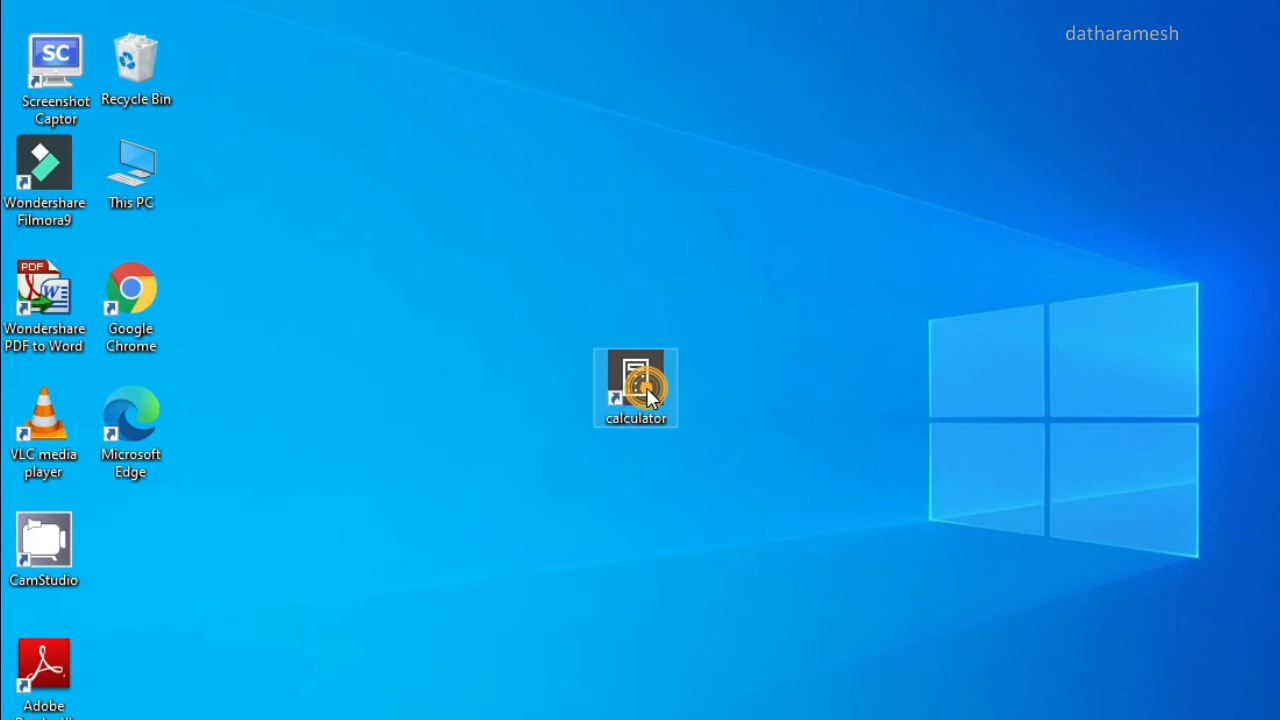 datharamesh
SC
Screenshot
Captor
Recycle Bin
Wondershare
Filmora9
This PC
PDF
W
Wondershare
PDF to Word
Google
Chrome
calculator
VLC media
player
Microsoft
Edge
CamStudio
Adobe